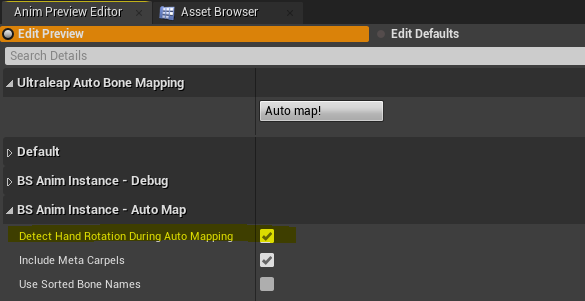 Anim Preview Editor
Asset Browser
Edit Preview
Edit Defaults
Search Details
Ultraleap Auto Bone Mapping
Auto map!
Default
BS Anim Instance - Debug
BS Anim Instance - Auto Map
Detect Hand Rotation During Auto Mapping
Include Meta Carpels
Use Sorted Bone Names